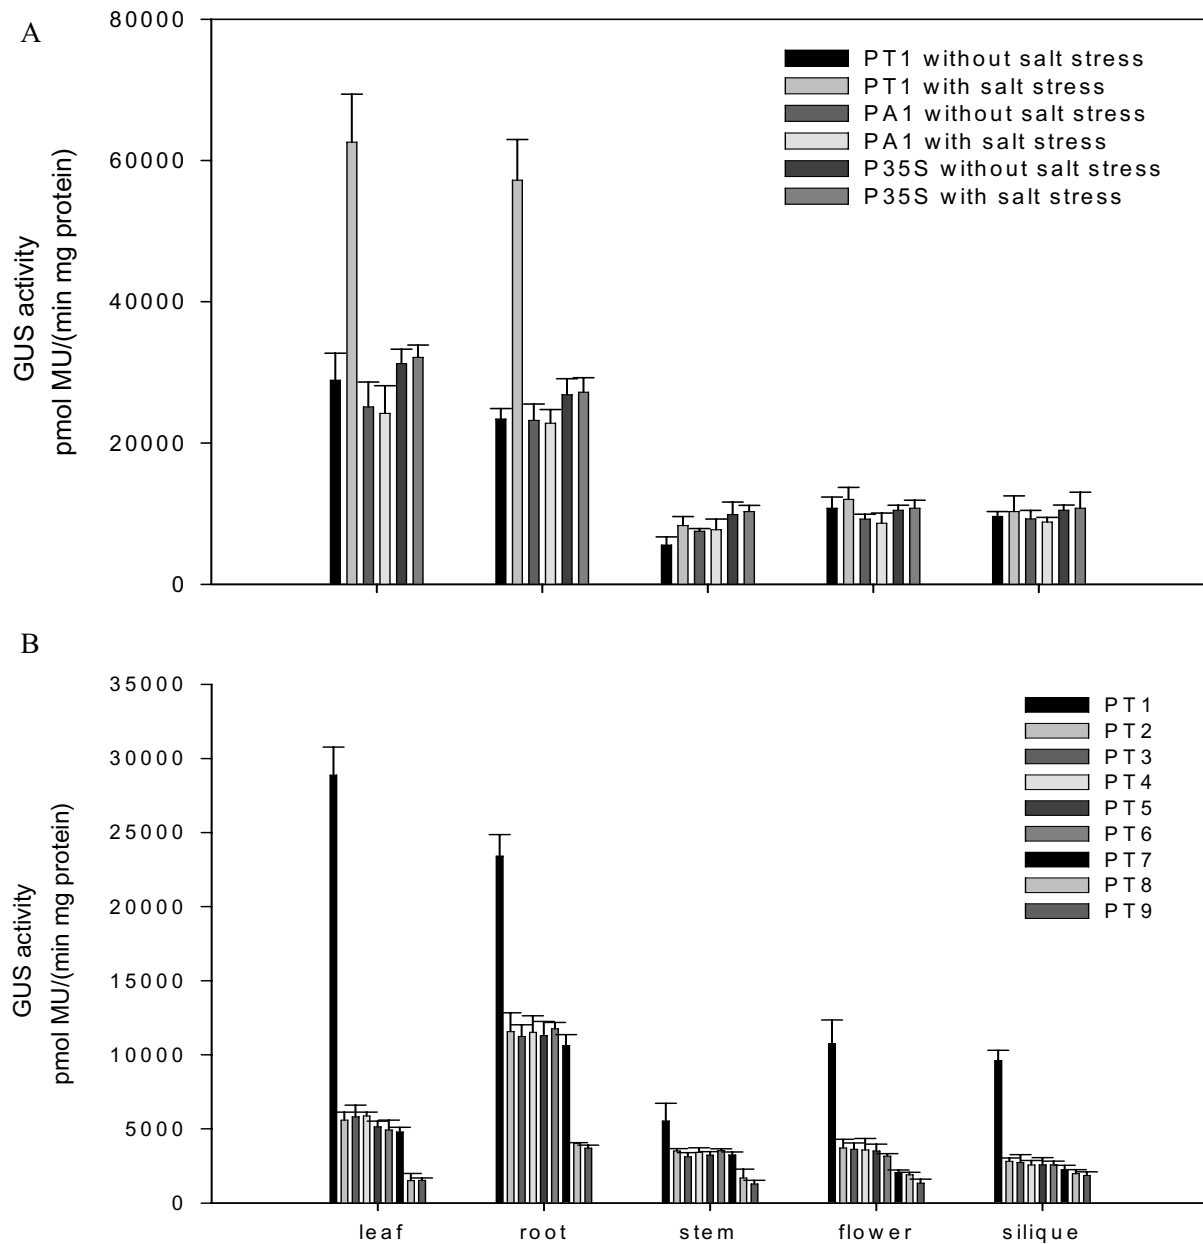 A
80000
60000
40000
20000
0
GUS activity
pmol MU/(min mg protein)
PT1 without salt stress
PT1 with salt stress
PA1 without salt stress
PA1 with salt stress
P35S without salt stress
P35S with salt stress
B
35000
30000
25000
20000
15000
10000
5000
0
GUS activity
pmol MU/(min mg protein)
PT1
PT2
PT3
PT4
PT5
PT6
PT7
PT8
PT9
leaf root stem flower silique